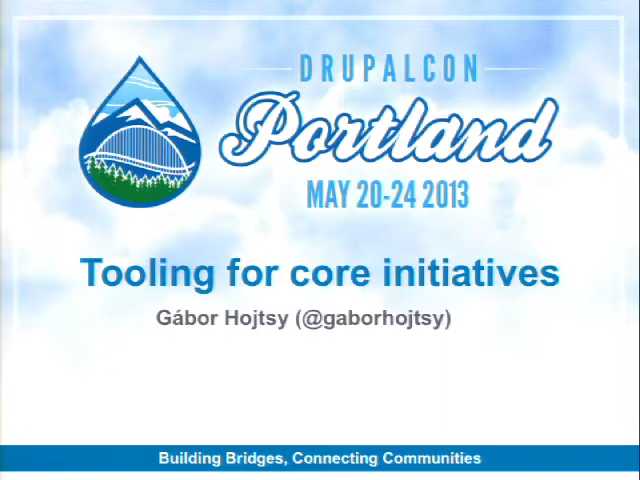 DRUPALCON
Portland
MAY 20-24 2013
Tooling for core initiatives
Gábor Hojtsy (@gaborhojtsy)
Building Bridges, Connecting Communities